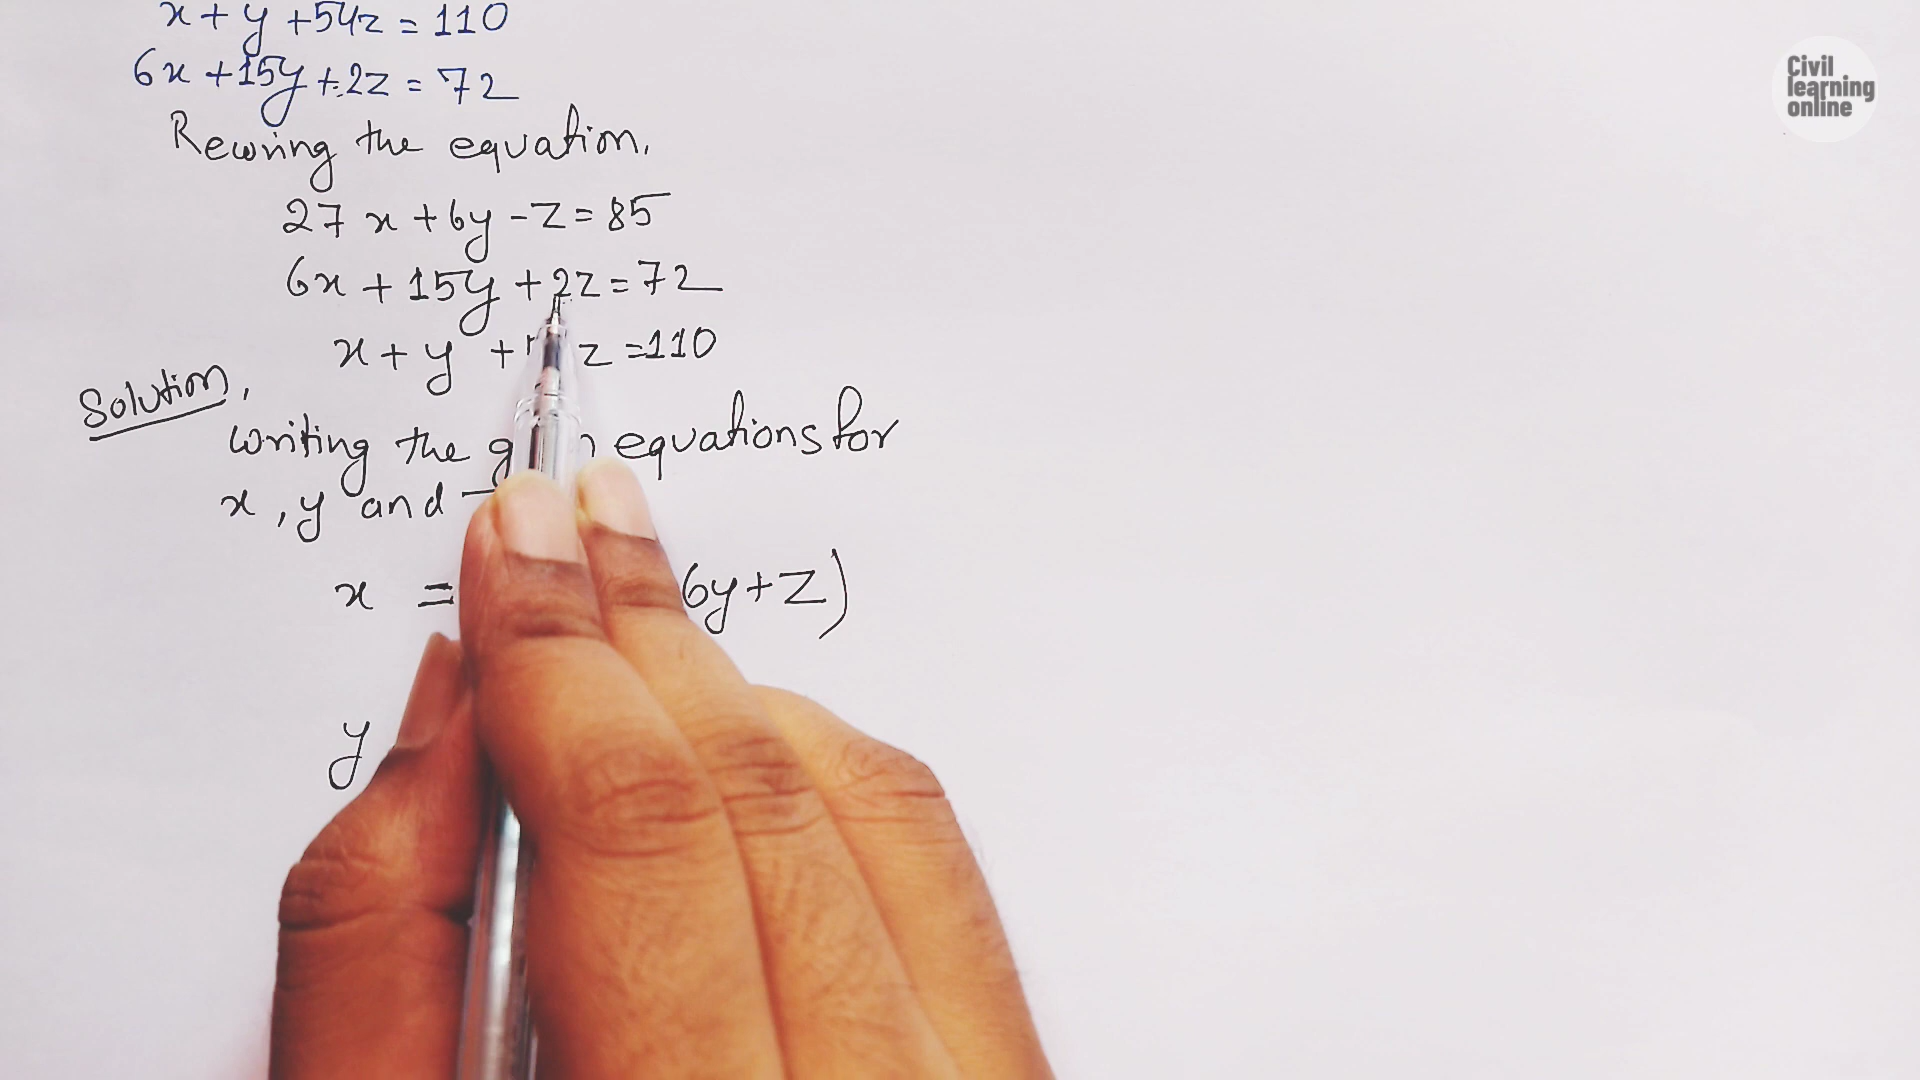 x + y + 54z = 110
6x + 15y + 2z = 72
Rewring the equation,
27x + 6y - z = 85
6x + 15y + 2z = 72
x + y + z = 110
Solution,
writing the equations for
x, y and
x = 6y + z)
y
Civil
learning
online